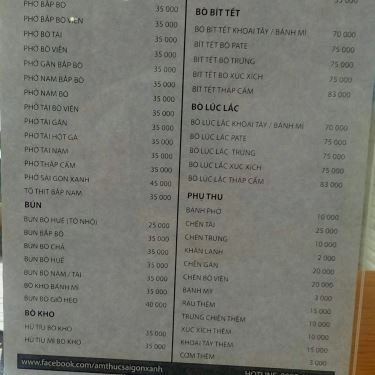 PHỞ BẮP BÒ 35 000
PHỞ BẮP BÒ VIÊN 35 000
PHỞ BÒ TÁI 35 000
PHỞ BÒ VIÊN 35 000
PHỞ GÂN BẮP BÒ 35 000
PHỞ NẠM BẮP BÒ 35 000
PHỞ NẠM BÒ 35 000
PHỞ TÁI BÒ VIÊN 35 000
PHỞ TÁI GÂN 35 000
PHỞ TÁI HỘT GÀ 35 000
PHỞ TÁI NẠM 35 000
PHỞ THẬP CẨM 35 000
PHỞ SÀI GÒN XANH 45 000
TÔ THỊT BẮP NẠM 35 000
BÚN
BÚN BÒ HUẾ (TÔ NHỎ) 25 000
BÚN BẮP BÒ 35 000
BÚN BÒ CHẢ 35 000
BÚN BÒ HUẾ 35 000
BÚN BÒ NẠM / TÁI 35 000
BÒ KHO BÁNH MÌ 35 000
BÚN BÒ GIÒ HEO 40 000
BÒ KHO
HỦ TÍU BÒ KHO 35 000
HỦ TÍU MÌ BÒ KHO 35 000
www.facebook.com/amthucsaigonxanh
BÒ BÍT TẾT
BÒ BÍT TẾT KHOAI TÂY / BÁNH MÌ 70 000
BÍT TẾT BÒ PATE 75 000
BÍT TẾT BÒ TRỨNG 75 000
BÍT TẾT BÒ XÚC XÍCH 75 000
BÍT TẾT THẬP CẨM 83 000
BÒ LÚC LẮC
BÒ LÚC LẮC KHOAI TÂY / BÁNH MÌ 70 000
BÒ LÚC LẮC PATE 75 000
BÒ LÚC LẮC TRỨNG 75 000
BÒ LÚC LẮC XÚC XÍCH 75 000
BÒ LÚC LẮC THẬP CẨM 83 000
PHỤ THU
BÁNH PHỞ 10 000
CHÉN TÁI 25 000
CHÉN TRỨNG 10 000
KHĂN LẠNH 2 000
CHÉN GÂN 20 000
CHÉN BÒ VIÊN 20 000
BÁNH MỲ 3 000
RAU THÊM 10 000
TRỨNG CHIÊN THÊM 10 000
XÚC XÍCH THÊM 10 000
KHOAI TÂY THÊM 15 000
CƠM THÊM 3 000